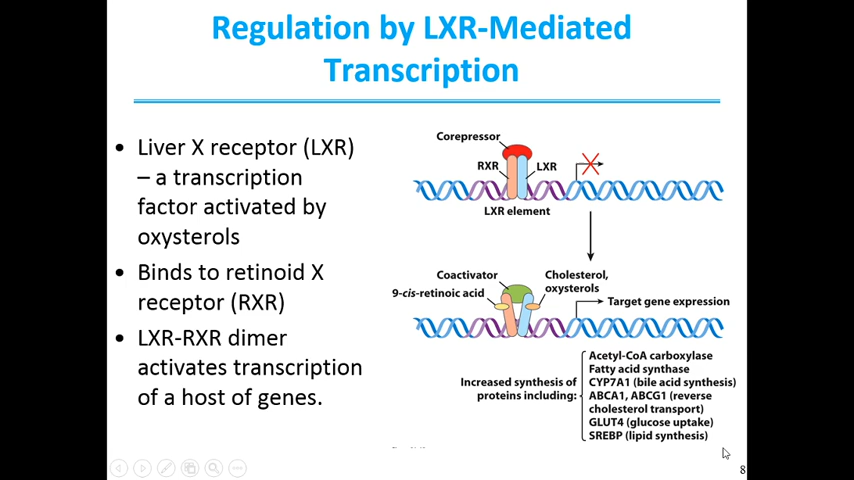 Regulation by LXR-Mediated
Transcription
• Liver X receptor (LXR)
– a transcription
factor activated by
oxysterols
• Binds to retinoid X
receptor (RXR)
• LXR-RXR dimer
activates transcription
of a host of genes.
Corepressor
RXR
LXR
LXR element
Coactivator
Cholesterol,
oxysterols
9-cis-retinoic acid
Target gene expression
Increased synthesis of
proteins including:
Acetyl-CoA carboxylase
Fatty acid synthase
CYP7A1 (bile acid synthesis)
ABCA1, ABCG1 (reverse
cholesterol transport)
GLUT4 (glucose uptake)
SREBP (lipid synthesis)
8